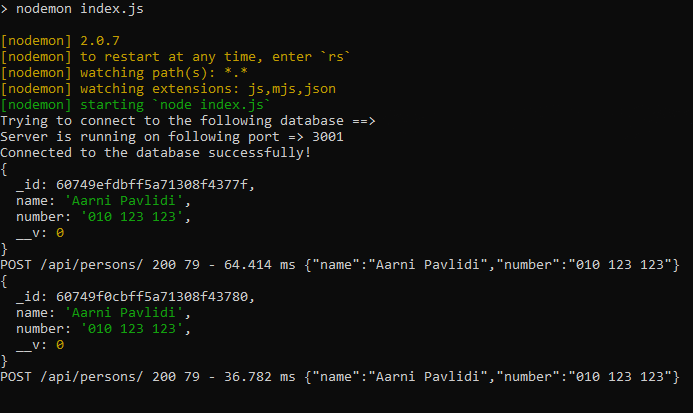 > nodemon index.js
[nodemon] 2.0.7
[nodemon] to restart at any time, enter `rs`
[nodemon] watching path(s): *.*
[nodemon] watching extensions: js,mjs,json
[nodemon] starting `node index.js`
Trying to connect to the following database ==>
Server is running on following port => 3001
Connected to the database successfully!
{
  _id: 60749efdbff5a71308f4377f,
  name: 'Aarni Pavlidi',
  number: '010 123 123',
  __v: 0
}
POST /api/persons/ 200 79 - 64.414 ms {"name":"Aarni Pavlidi","number":"010 123 123"}
{
  _id: 60749f0cbff5a71308f43780,
  name: 'Aarni Pavlidi',
  number: '010 123 123',
  __v: 0
}
POST /api/persons/ 200 79 - 36.782 ms {"name":"Aarni Pavlidi","number":"010 123 123"}